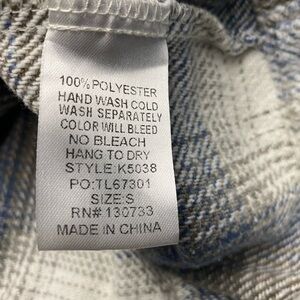 100% POLYESTER
HAND WASH COLD
WASH SEPARATELY
COLOR WILL BLEED
NO BLEACH
HANG TO DRY
STYLE:K5038
PO:TL67301
SIZE:S
RN# 130733
MADE IN CHINA